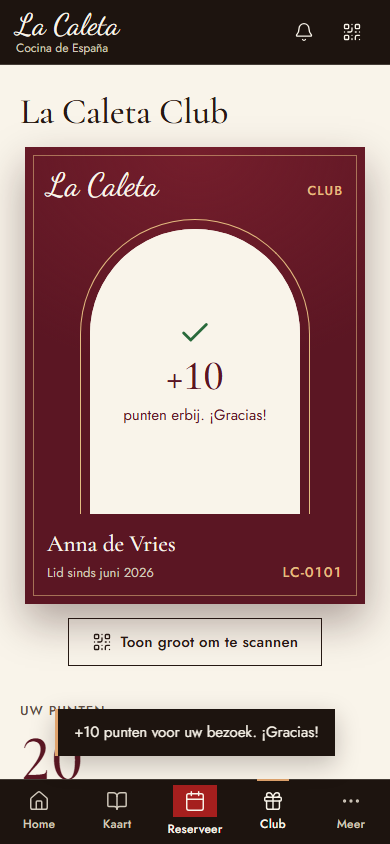 La Caleta
Cocina de España
La Caleta Club
La Caleta
CLUB
+10
punten erbij. ¡Gracias!
Anna de Vries
Lid sinds juni 2026
LC-0101
Toon groot om te scannen
UW PUNTEN
+10 punten voor uw bezoek. ¡Gracias!
20
Home
Kaart
Reserveer
Club
Meer